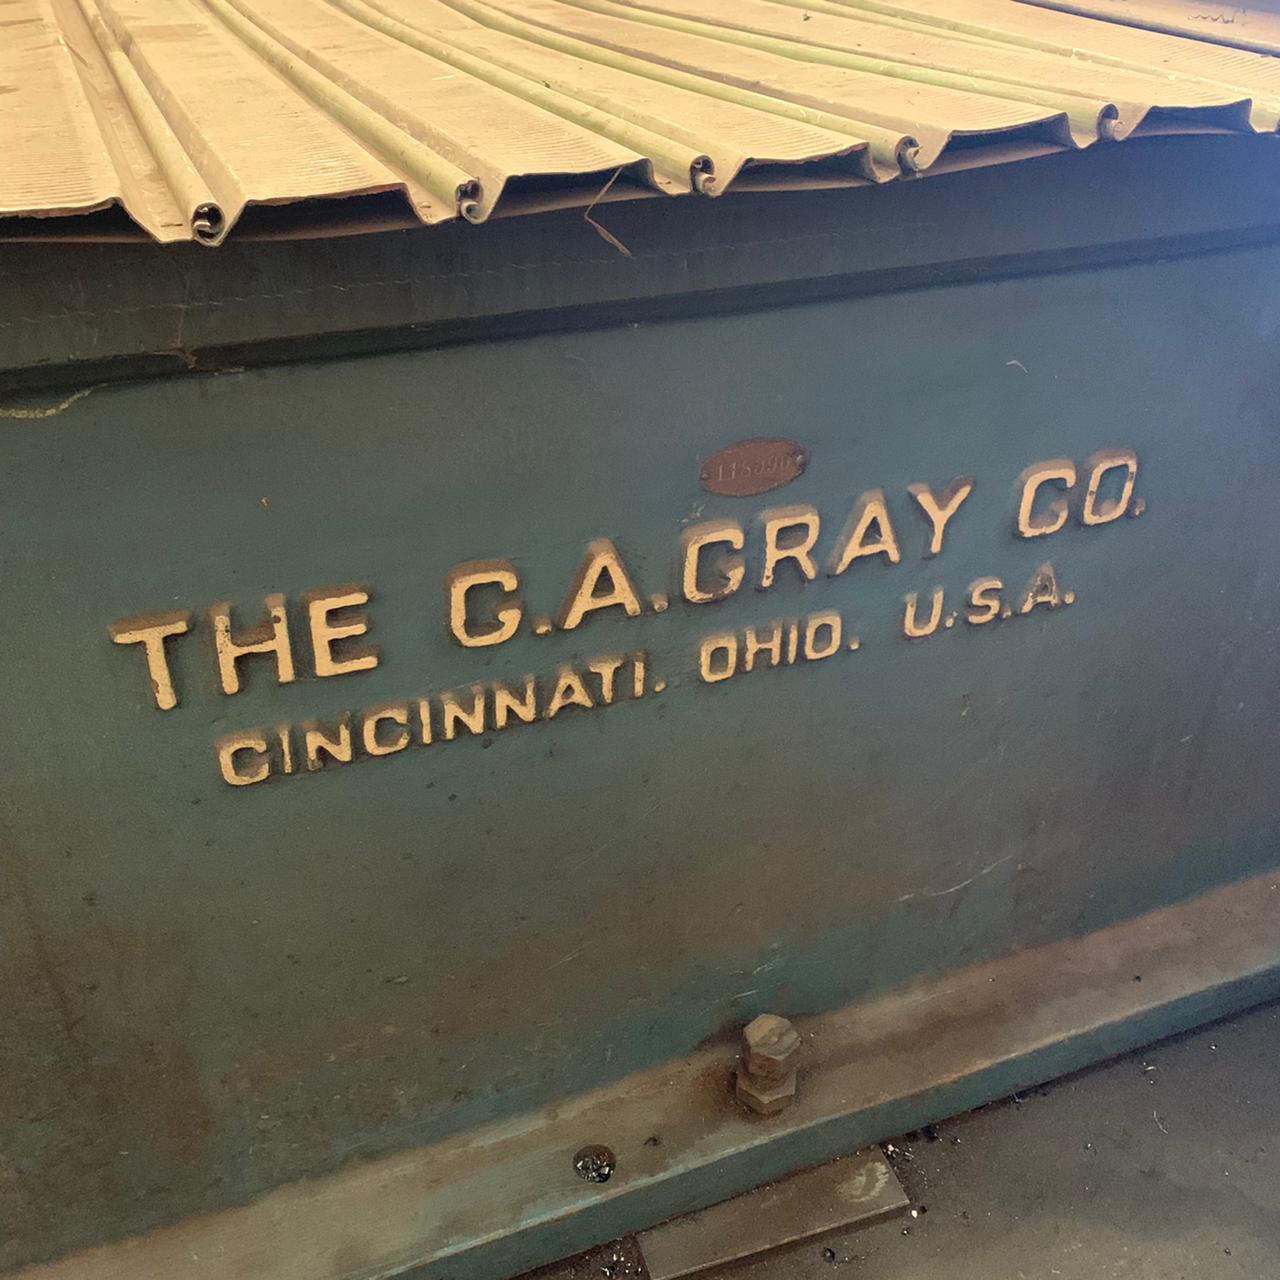 THE G.A.GRAY CO.
CINCINNATI. OHIO. U.S.A.